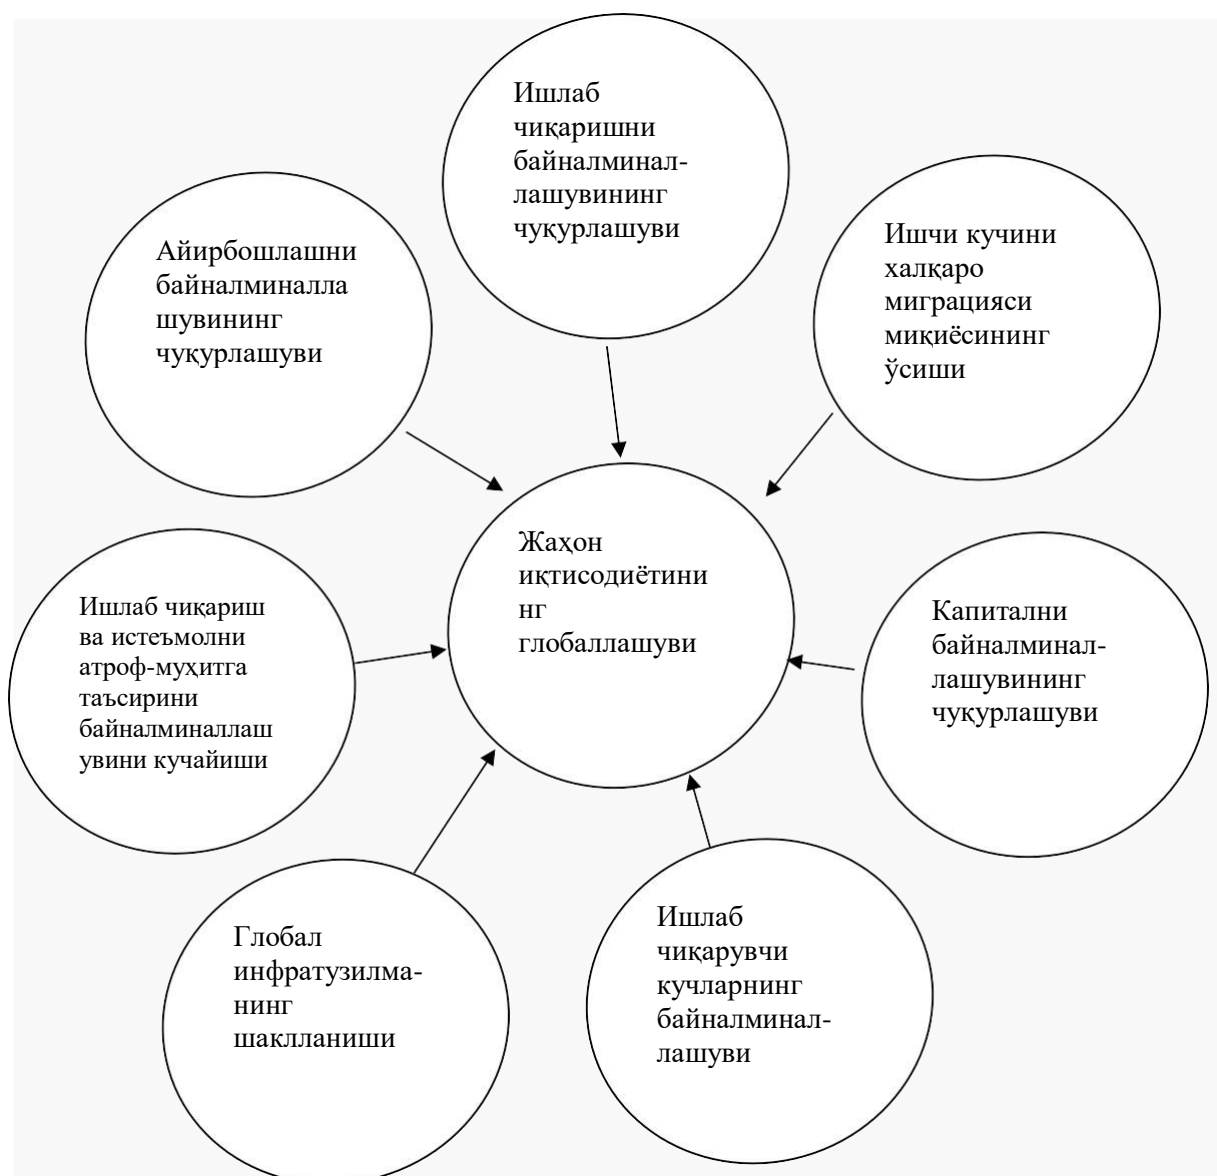 Ишлаб
чиқаришни
байналминал-
лашувининг
чуқурлашуви
Айирбошлашни
байналминалла
шувининг
чуқурлашуви
Ишчи кучини
халқаро
миграцияси
миқиёсининг
ўсиши
Жаҳон
иқтисодиётини
нг
глобаллашуви
Ишлаб чиқариш
ва истеъмолни
атроф-муҳитга
таъсирини
байналминаллаш
увини кучайиши
Капитални
байналминал-
лашувининг
чуқурлашуви
Глобал
инфратузилма-
нинг
шаклланиши
Ишлаб
чиқарувчи
кучларнинг
байналминал-
лашуви